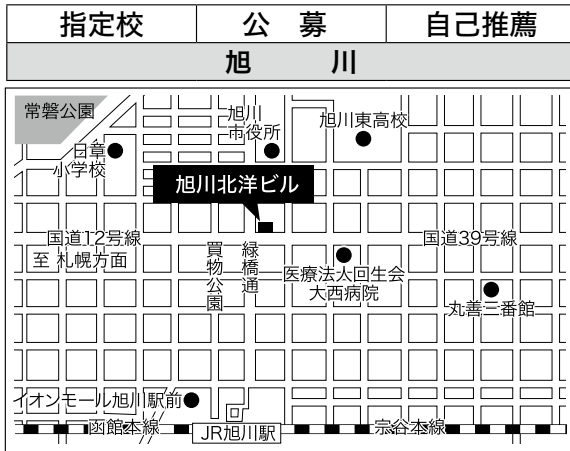 指定校 公 募 自己推薦
旭 川
常磐公園
旭川
市役所
旭川東高校
日章
小学校
旭川北洋ビル
国道12号線
至 札幌方面
買物公園
緑橋通
国道39号線
医療法人回生会
大西病院
丸善三番館
イオンモール旭川駅前
函館本線
JR旭川駅
宗谷本線